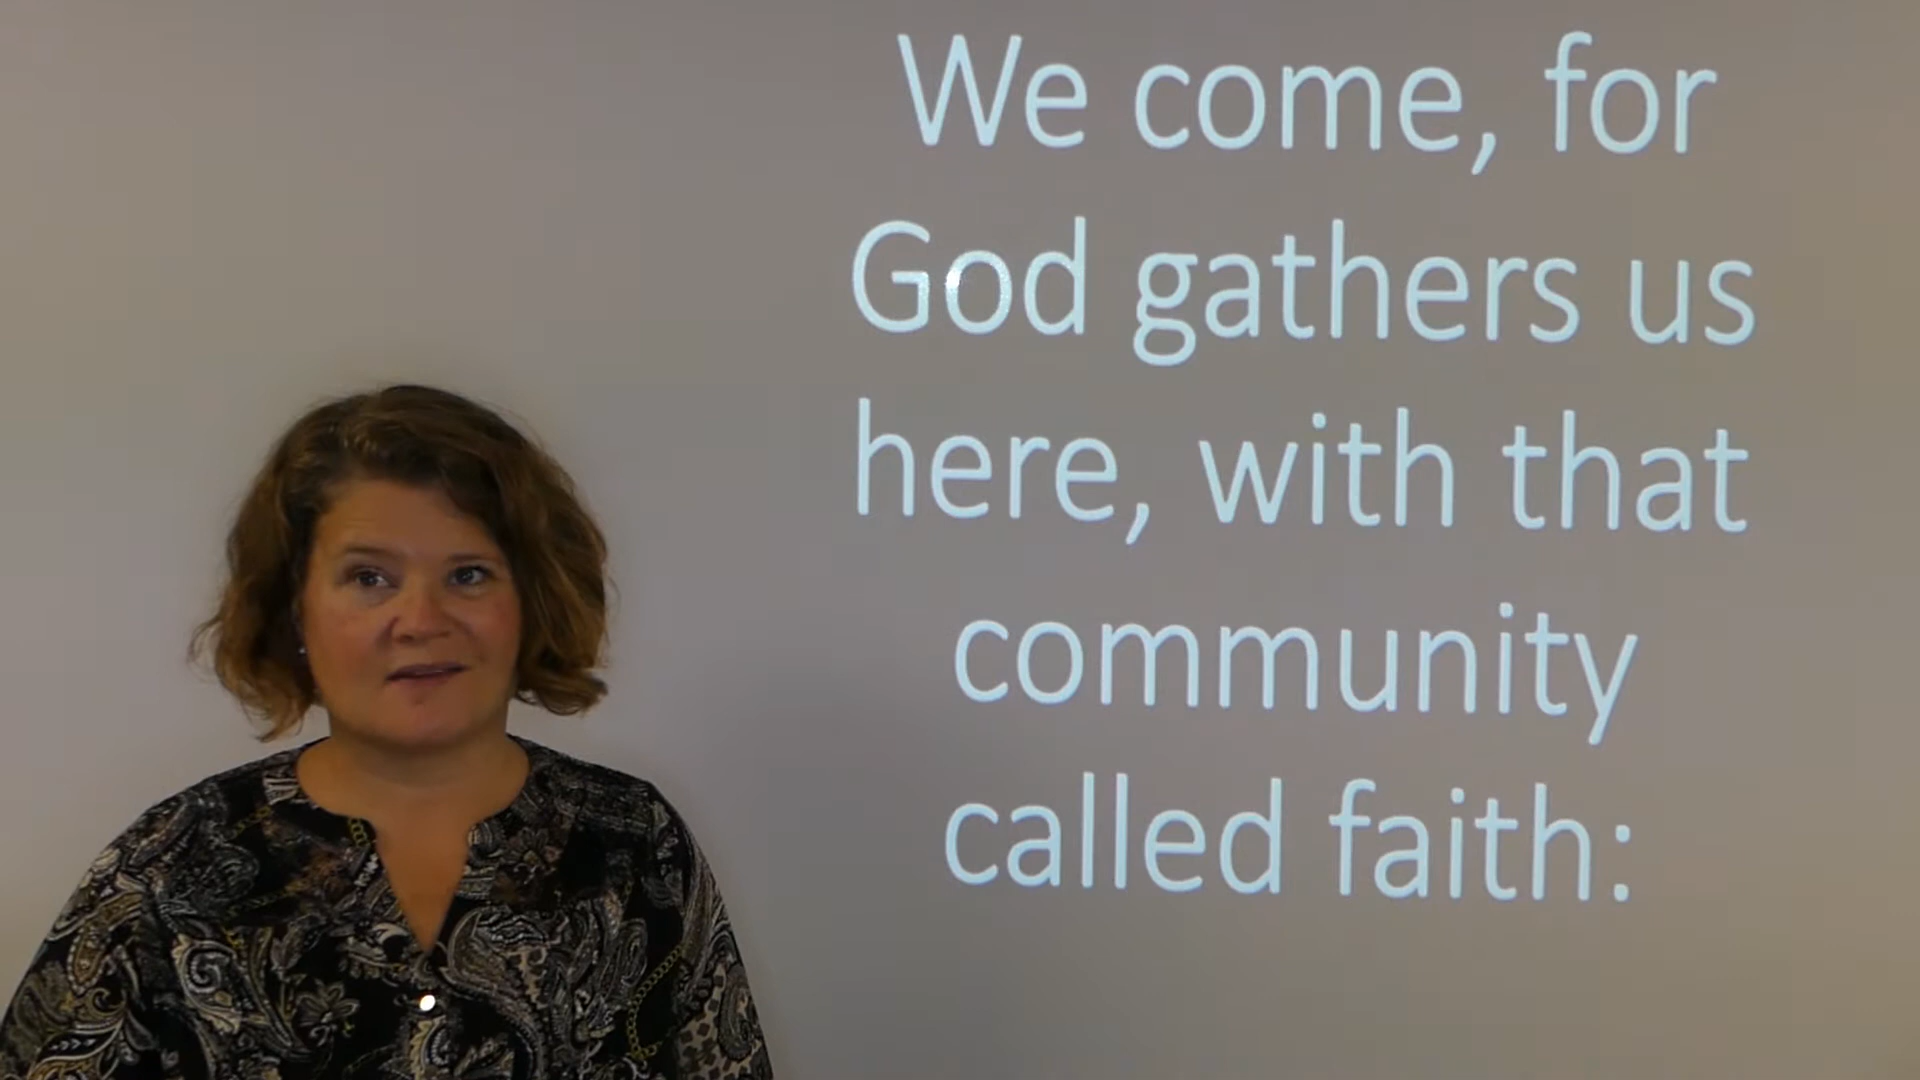 We come, for
God gathers us
here, with that
community
called faith: